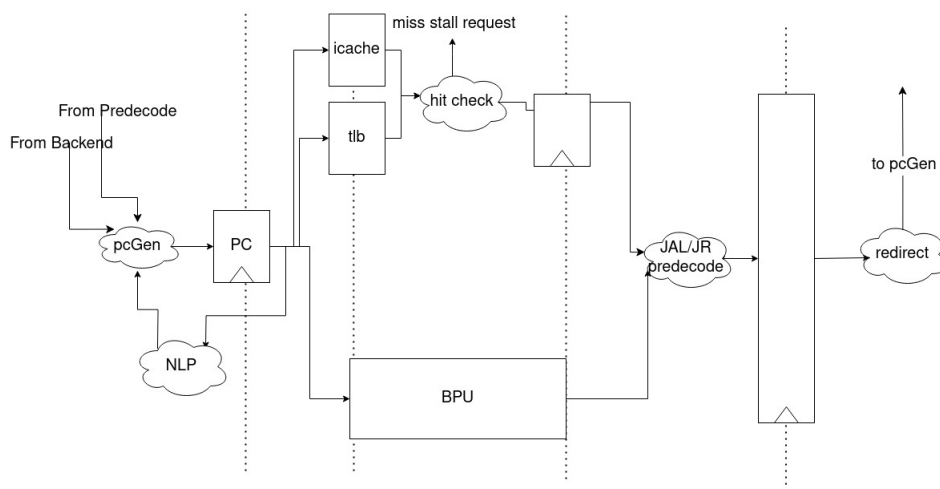 miss stall request
icache
hit check
From Predecode
tlb
From Backend
to pcGen
pcGen
PC
JAL/JR
predecode
redirect
NLP
BPU